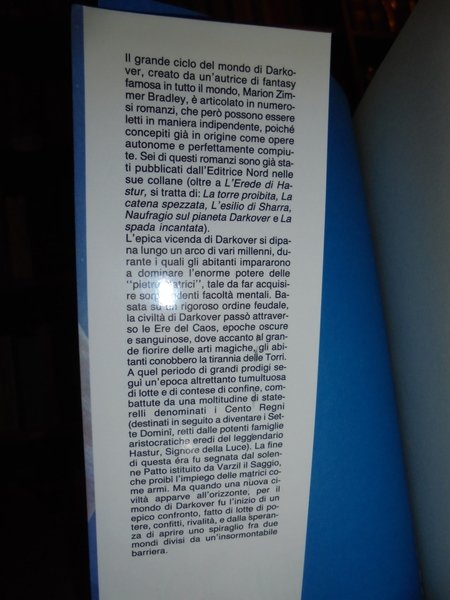 Il grande ciclo del mondo di Darko-
ver, creato da un'autrice di fantasy
famosa in tutto il mondo, Marion Zim-
mer Bradley, è articolato in numero-
si romanzi, che però possono essere
letti in maniera indipendente, poiché
concepiti già in origine come opere
autonome e perfettamente compiu-
te. Sei di questi romanzi sono già sta-
ti pubblicati dall'Editrice Nord nelle
sue collane (oltre a L'Erede di Ha-
stur, si tratta di: La torre proibita, La
catena spezzata, L'esilio di Sharra,
Naufragio sul pianeta Darkover e La
spada incantata).
L'epica vicenda di Darkover si dipa-
na lungo un arco di vari millenni, du-
rante i quali gli abitanti impararono
a dominare l'enorme potere delle
"pietre matrici", tale da far acquisi-
re sorprendenti facoltà mentali. Ba-
sata su un rigoroso ordine feudale,
la civiltà di Darkover passò attraver-
so le Ere del Caos, epoche oscure
e sanguinose, dove accanto al gran-
de fiorire delle arti magiche, gli abi-
tanti conobbero la tirannia delle Torri.
A quel periodo di grandi prodigi se-
guì un'epoca altrettanto tumultuosa
di lotte e di contese di confine, com-
battute da una moltitudine di state-
relli denominati i Cento Regni
(destinati in seguito a diventare i Set-
te Domini, retti dalle potenti famiglie
aristocratiche eredi del leggendario
Hastur, Signore della Luce). La fine
di questa éra fu segnata dal solen-
ne Patto istituito da Varzil il Saggio,
che proibì l'impiego delle matrici co-
me armi. Ma quando una nuova ci-
viltà apparve all'orizzonte, per il
mondo di Darkover fu l'inizio di un
epico confronto, fatto di lotte di po-
tere, confitti, rivalità, e dalla speran-
za di aprire uno spiraglio fra due
mondi divisi da un'insormontabile
barriera.